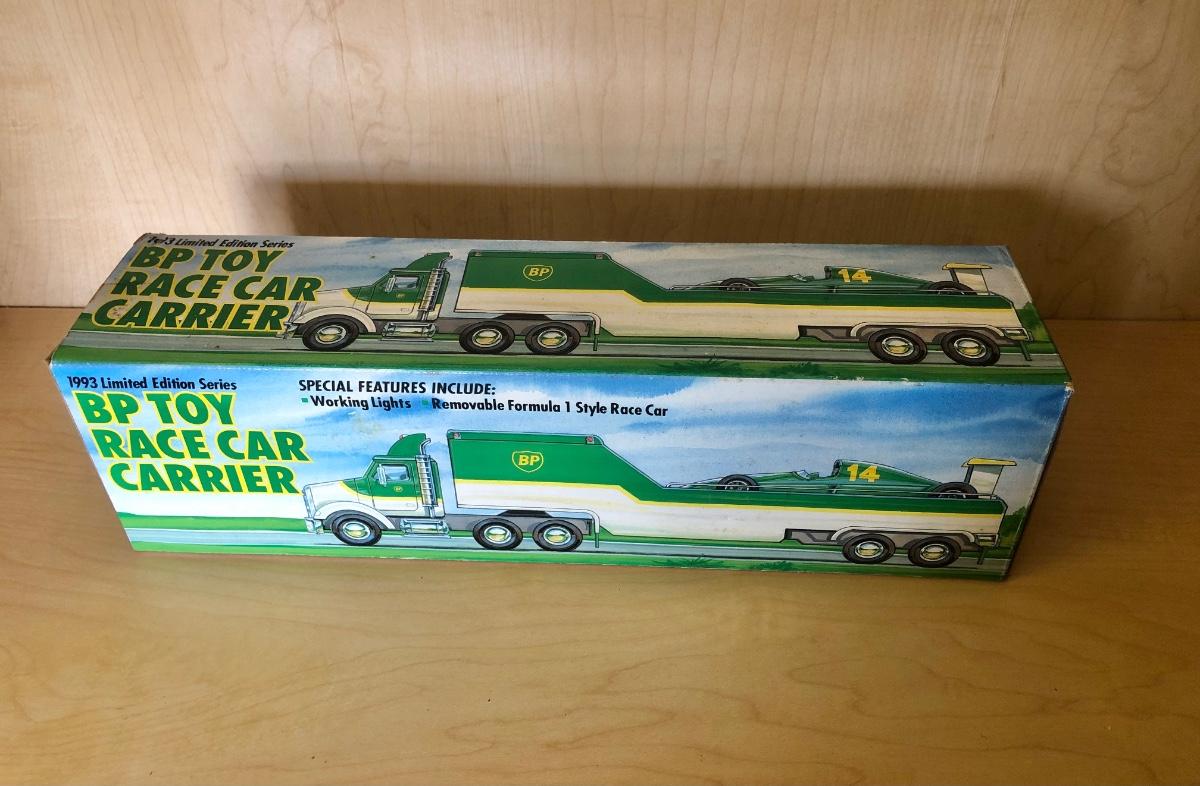 1993 Limited Edition Series
BP TOY
RACE CAR
CARRIER
BP
14
1993 Limited Edition Series
BP TOY
RACE CAR
CARRIER
SPECIAL FEATURES INCLUDE:
Working Lights Removable Formula 1 Style Race Car
BP
14